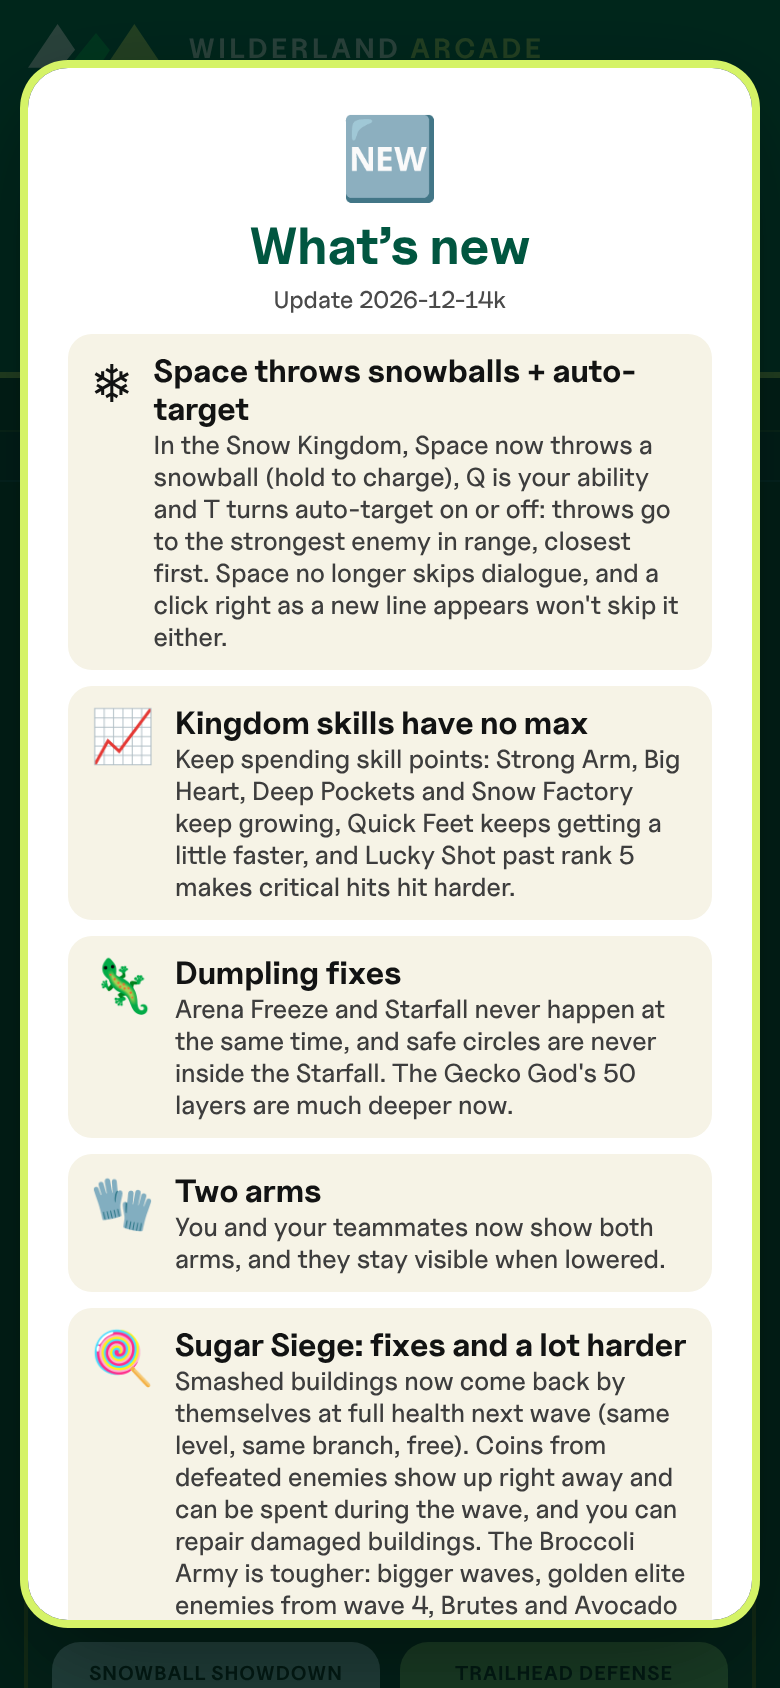 WILDERLAND ARCADE
NEW
What’s new
Update 2026-12-14k
Space throws snowballs + auto-
target
In the Snow Kingdom, Space now throws a
snowball (hold to charge), Q is your ability
and T turns auto-target on or off: throws go
to the strongest enemy in range, closest
first. Space no longer skips dialogue, and a
click right as a new line appears won't skip it
either.
Kingdom skills have no max
Keep spending skill points: Strong Arm, Big
Heart, Deep Pockets and Snow Factory
keep growing, Quick Feet keeps getting a
little faster, and Lucky Shot past rank 5
makes critical hits hit harder.
Dumpling fixes
Arena Freeze and Starfall never happen at
the same time, and safe circles are never
inside the Starfall. The Gecko God's 50
layers are much deeper now.
Two arms
You and your teammates now show both
arms, and they stay visible when lowered.
Sugar Siege: fixes and a lot harder
Smashed buildings now come back by
themselves at full health next wave (same
level, same branch, free). Coins from
defeated enemies show up right away and
can be spent during the wave, and you can
repair damaged buildings. The Broccoli
Army is tougher: bigger waves, golden elite
enemies from wave 4, Brutes and Avocado
SNOWBALL SHOWDOWN
TRAILHEAD DEFENSE